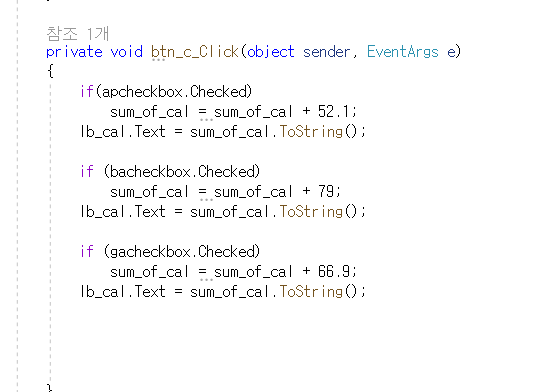 참조 1개
private void btn_c_Click(object sender, EventArgs e)
{
if(apcheckbox.Checked)
sum_of_cal = sum_of_cal + 52.1;
lb_cal.Text = sum_of_cal.ToString();
if (bacheckbox.Checked)
sum_of_cal = sum_of_cal + 79;
lb_cal.Text = sum_of_cal.ToString();
if (gacheckbox.Checked)
sum_of_cal = sum_of_cal + 66.9;
lb_cal.Text = sum_of_cal.ToString();
}